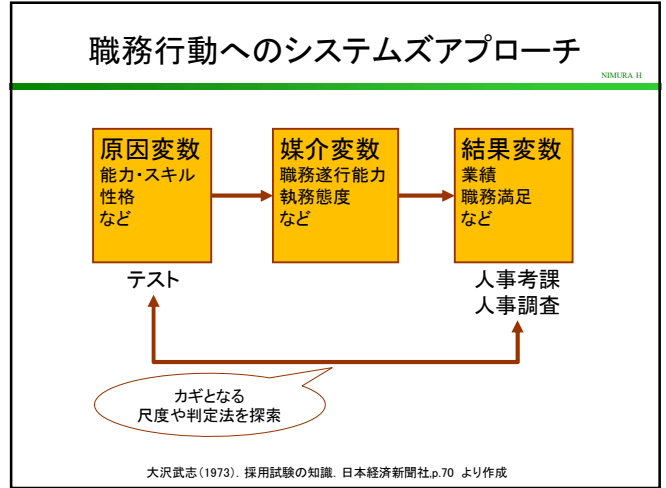 職務行動へのシステムズアプローチ
NIMURA H
原因変数
能力・スキル
性格
など
媒介変数
職務遂行能力
執務態度
など
結果変数
業績
職務満足
など
テスト
人事考課
人事調査
カギとなる
尺度や判定法を探索
大沢武志(1973). 採用試験の知識. 日本経済新聞社,p.70 より作成